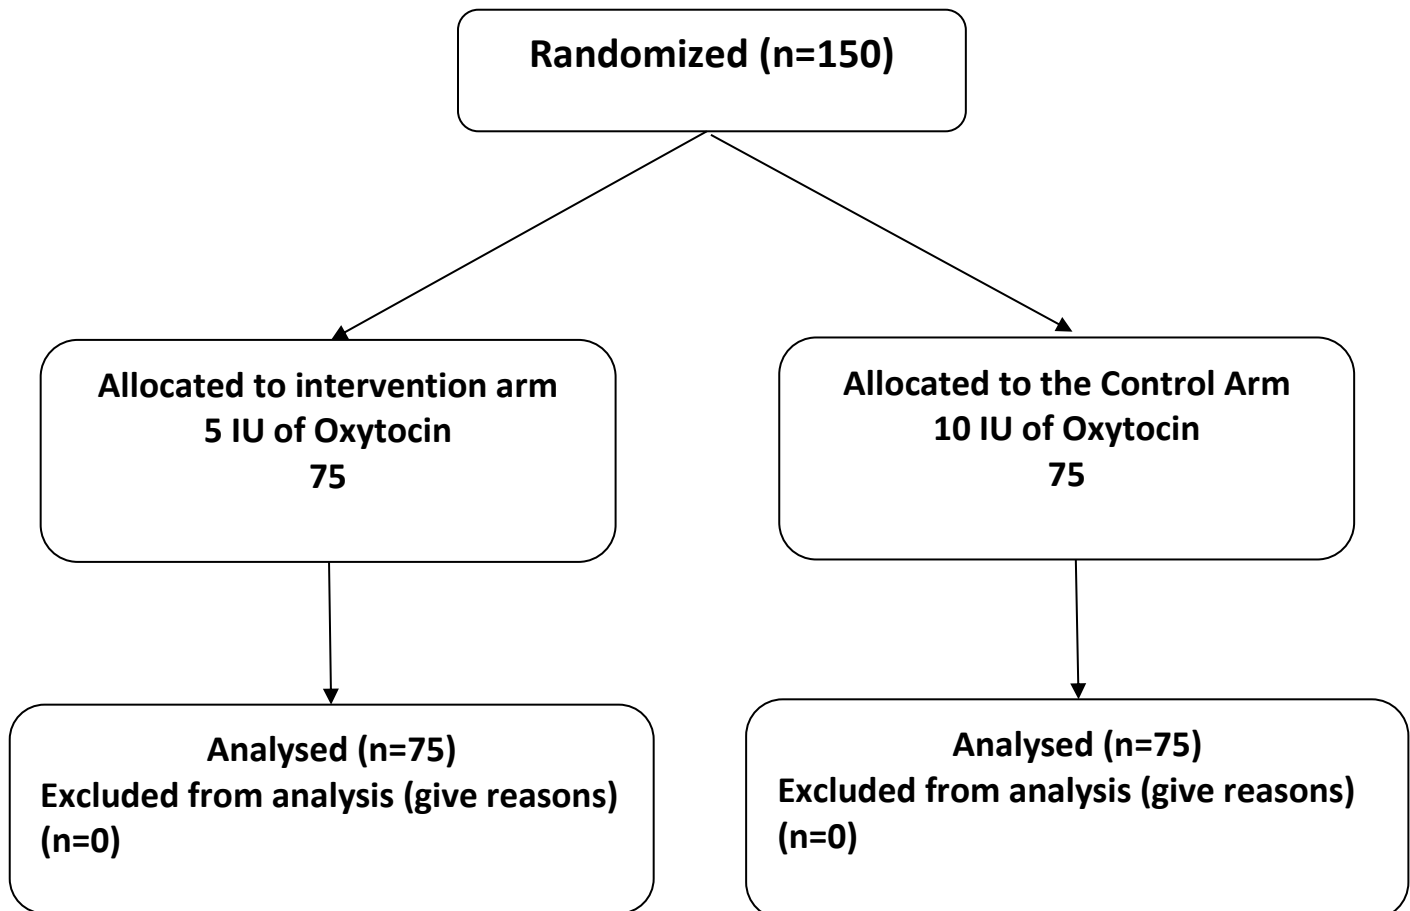 Randomized (n=150)
Allocated to intervention arm
5 IU of Oxytocin
75
Allocated to the Control Arm
10 IU of Oxytocin
75
Analysed (n=75)
Excluded from analysis (give reasons)
(n=0)
Analysed (n=75)
Excluded from analysis (give reasons)
(n=0)